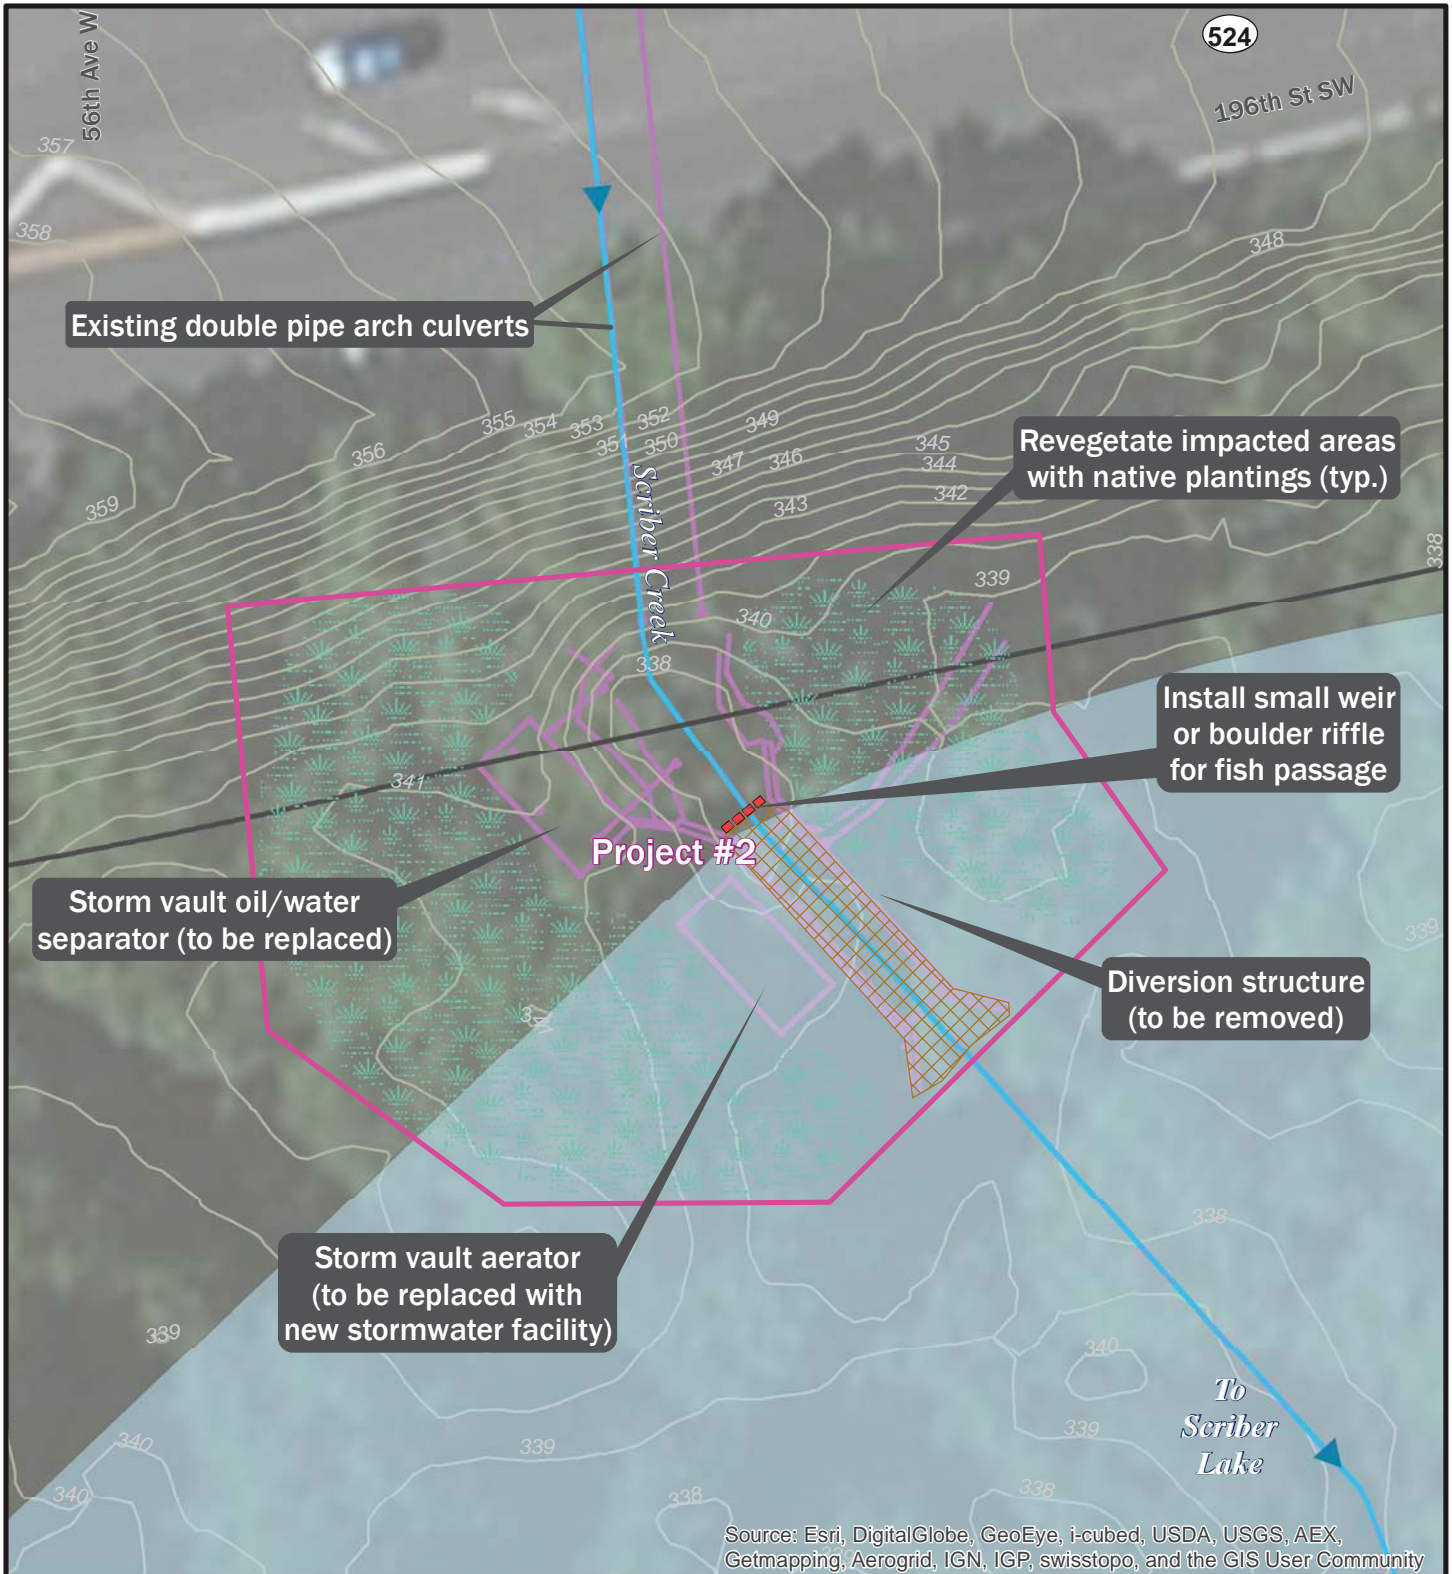 524
56th Ave W
196th St SW
357
358
348
Existing double pipe arch culverts
355
354
353
352
351
350
349
356
347
346
345
344
343
342
359
Revegetate impacted areas
with native plantings (typ.)
Scriber Creek
338
339
340
338
Install small weir
or boulder riffle
for fish passage
341
Project #2
Storm vault oil/water
separator (to be replaced)
339
Diversion structure
(to be removed)
338
Storm vault aerator
(to be replaced with
new stormwater facility)
339
340
To
Scriber
Lake
339
340
339
340
338
338
Source: Esri, DigitalGlobe, GeoEye, i-cubed, USDA, USGS, AEX,
Getmapping, Aerogrid, IGN, IGP, swisstopo, and the GIS User Community